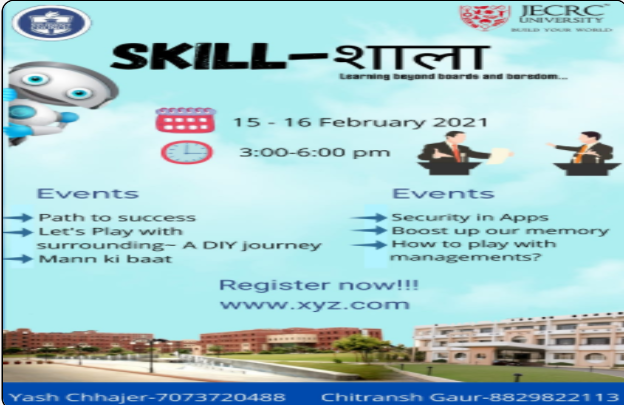 JECRC
UNIVERSITY
BUILD YOUR WORLD
SKILL-शाला
Learning beyond boards and boredom...
15 - 16 February 2021
3:00-6:00 pm
Events
Path to success
Let's Play with
surrounding~ A DIY journey
Mann ki baat
Events
Security in Apps
Boost up our memory
How to play with
managements?
Register now!!!
www.xyz.com
Yash Chhajer-7073720488
Chitransh Gaur-8829822113